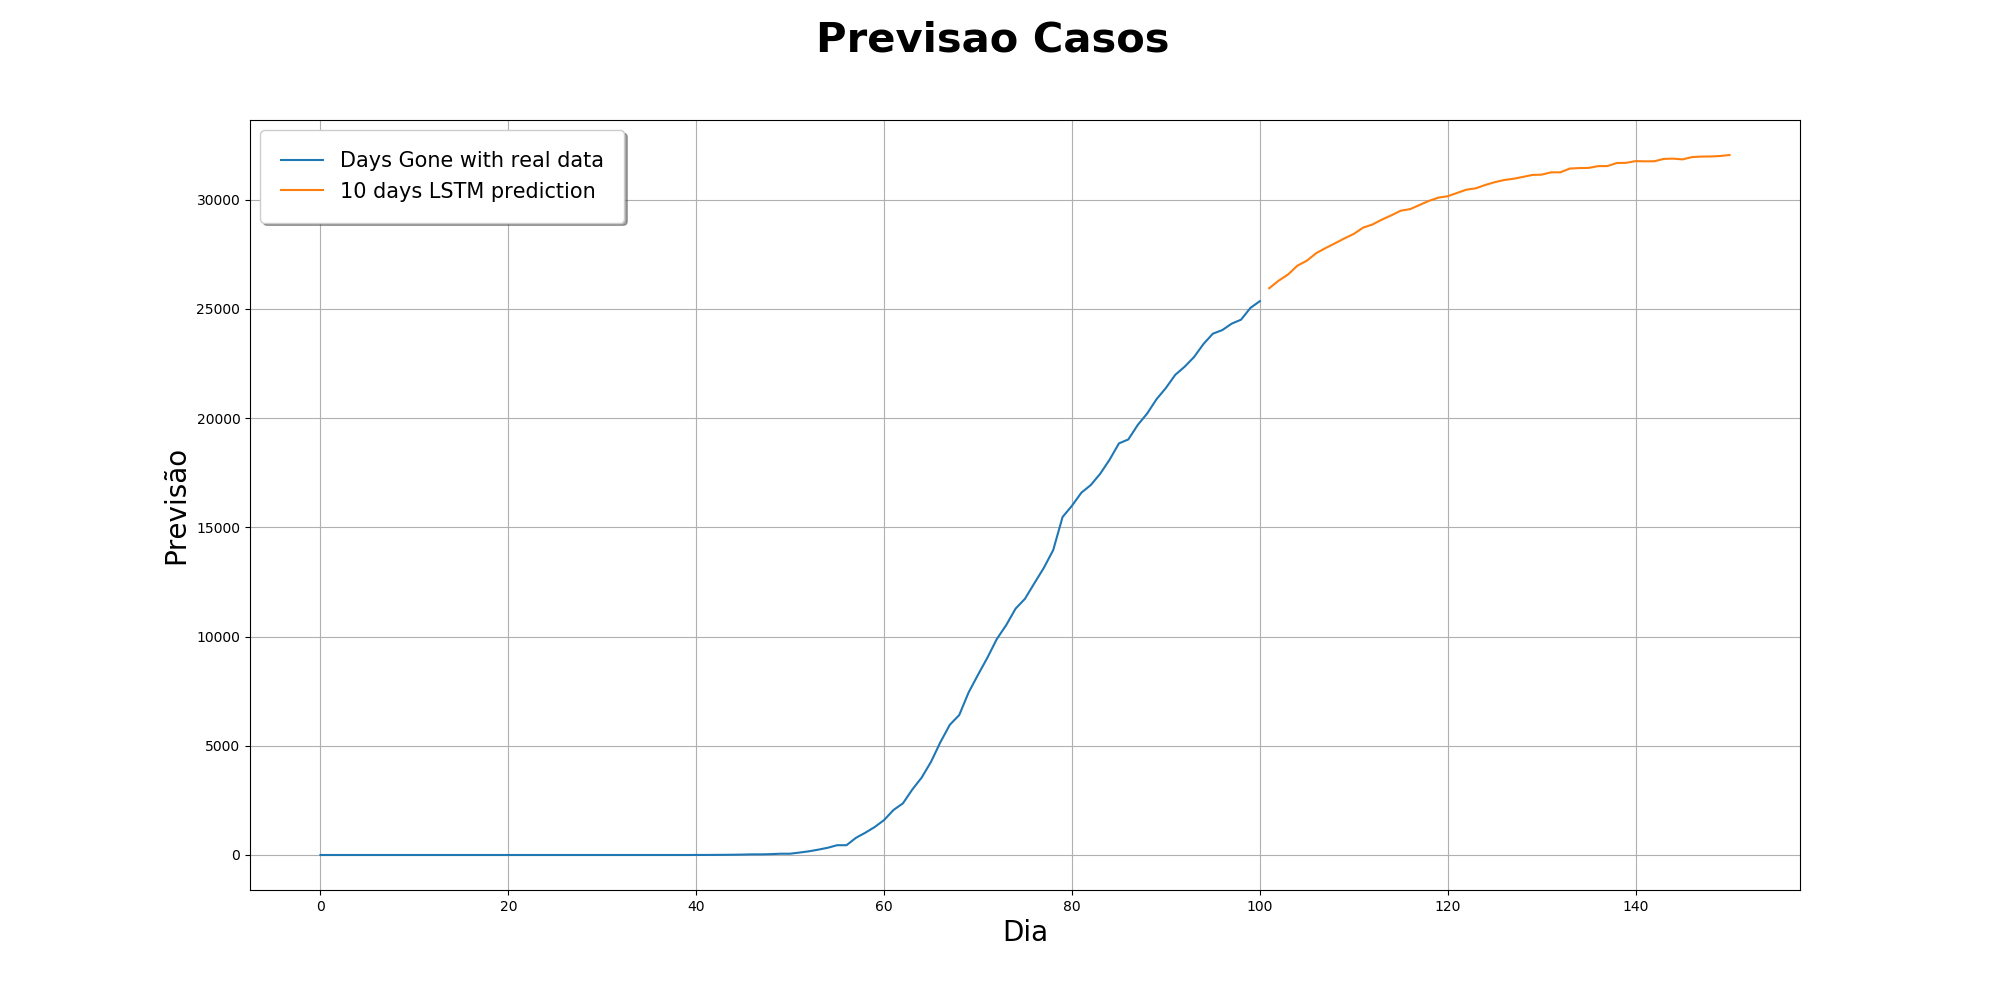 Previsao Casos
Days Gone with real data
10 days LSTM prediction
Previsão
30000
25000
20000
15000
10000
5000
0
0 20 40 60 80 100 120 140
Dia